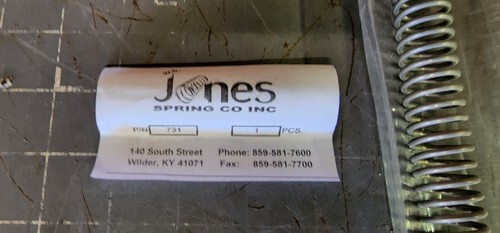 W.B.
Jones
SPRING CO INC
P/N 731 1 PCS.
140 South Street Phone: 859-581-7600
Wilder, KY 41071 Fax: 859-581-7700